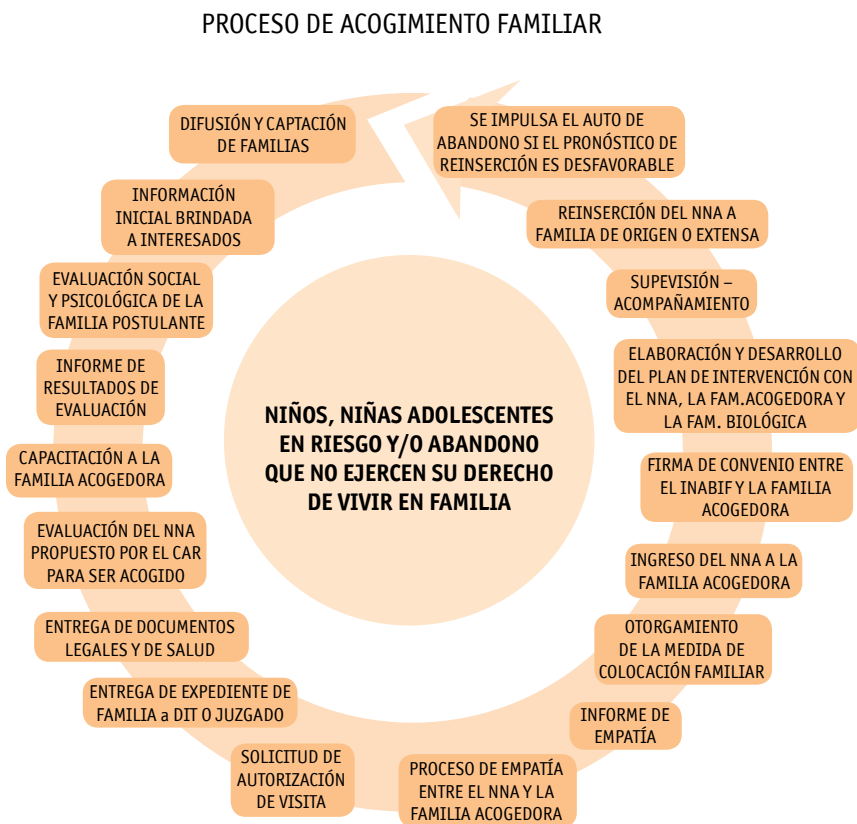 PROCESO DE ACOGIMIENTO FAMILIAR
DIFUSIÓN Y CAPTACIÓN
DE FAMILIAS
INFORMACIÓN
INICIAL BRINDADA
A INTERESADOS
EVALUACIÓN SOCIAL
Y PSICOLÓGICA DE LA
FAMILIA POSTULANTE
INFORME DE
RESULTADOS DE
EVALUACIÓN
CAPACITACIÓN A LA
FAMILIA ACOGEDORA
EVALUACIÓN DEL NNA
PROPUESTO POR EL CAR
PARA SER ACOGIDO
ENTREGA DE DOCUMENTOS
LEGALES Y DE SALUD
ENTREGA DE EXPEDIENTE DE
FAMILIA a DIT O JUZGADO
SOLICITUD DE
AUTORIZACIÓN
DE VISITA
PROCESO DE EMPATÍA
ENTRE EL NNA Y LA
FAMILIA ACOGEDORA
INFORME DE
EMPATÍA
OTORGAMIENTO
DE LA MEDIDA DE
COLOCACIÓN FAMILIAR
INGRESO DEL NNA A LA
FAMILIA ACOGEDORA
FIRMA DE CONVENIO ENTRE
EL INABIF Y LA FAMILIA
ACOGEDORA
ELABORACIÓN Y DESARROLLO
DEL PLAN DE INTERVENCIÓN CON
EL NNA, LA FAM.ACOGEDORA Y
LA FAM. BIOLÓGICA
SUPEVISIÓN –
ACOMPAÑAMIENTO
REINSERCIÓN DEL NNA A
FAMILIA DE ORIGEN O EXTENSA
SE IMPULSA EL AUTO DE
ABANDONO SI EL PRONÓSTICO DE
REINSERCIÓN ES DESFAVORABLE
NIÑOS, NIÑAS ADOLESCENTES
EN RIESGO Y/O ABANDONO
QUE NO EJERCEN SU DERECHO
DE VIVIR EN FAMILIA